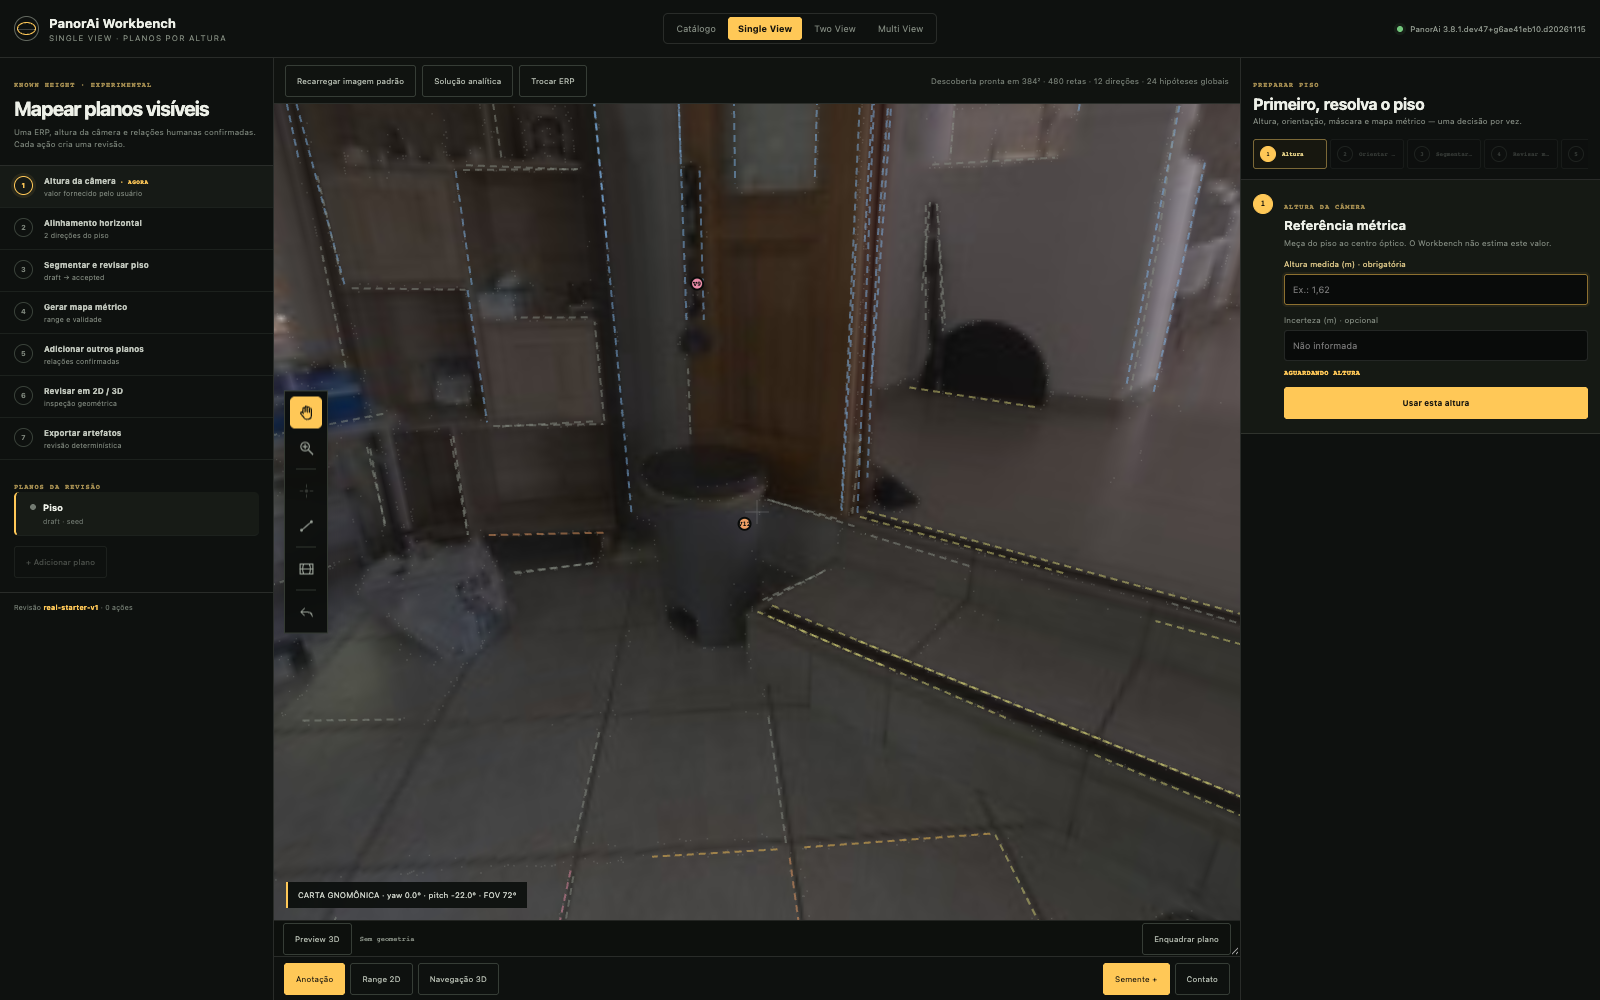 PanorAi Workbench
SINGLE VIEW · PLANOS POR ALTURA
Catálogo
Single View
Two View
Multi View
PanorAi 3.8.1.dev47+g6ae41eb10.d20261115
KNOWN HEIGHT · EXPERIMENTAL
Mapear planos visíveis
Uma ERP, altura da câmera e relações humanas confirmadas.
Cada ação cria uma revisão.
1 Altura da câmera · AGORA
valor fornecido pelo usuário
2 Alinhamento horizontal
2 direções do piso
3 Segmentar e revisar piso
draft → accepted
4 Gerar mapa métrico
range e validade
5 Adicionar outros planos
relações confirmadas
6 Revisar em 2D / 3D
inspeção geométrica
7 Exportar artefatos
revisão determinística
PLANOS DA REVISÃO
Piso
draft · seed
+ Adicionar plano
Revisão real-starter-v1 · 0 ações
Recarregar imagem padrão
Solução analítica
Trocar ERP
Descoberta pronta em 384² · 480 retas · 12 direções · 24 hipóteses globais
CARTA GNOMÔNICA · yaw 0.0° · pitch -22.0° · FOV 72°
Preview 3D
Sem geometria
Enquadrar plano
Anotação
Range 2D
Navegação 3D
Semente +
Contato
PREPARAR PISO
Primeiro, resolva o piso
Altura, orientação, máscara e mapa métrico — uma decisão por vez.
1 Altura
2 Orientar …
3 Segmentar…
4 Revisar m…
5
1
ALTURA DA CÂMERA
Referência métrica
Meça do piso ao centro óptico. O Workbench não estima este valor.
Altura medida (m) · obrigatória
Ex.: 1,62
Incerteza (m) · opcional
Não informada
AGUARDANDO ALTURA
Usar esta altura